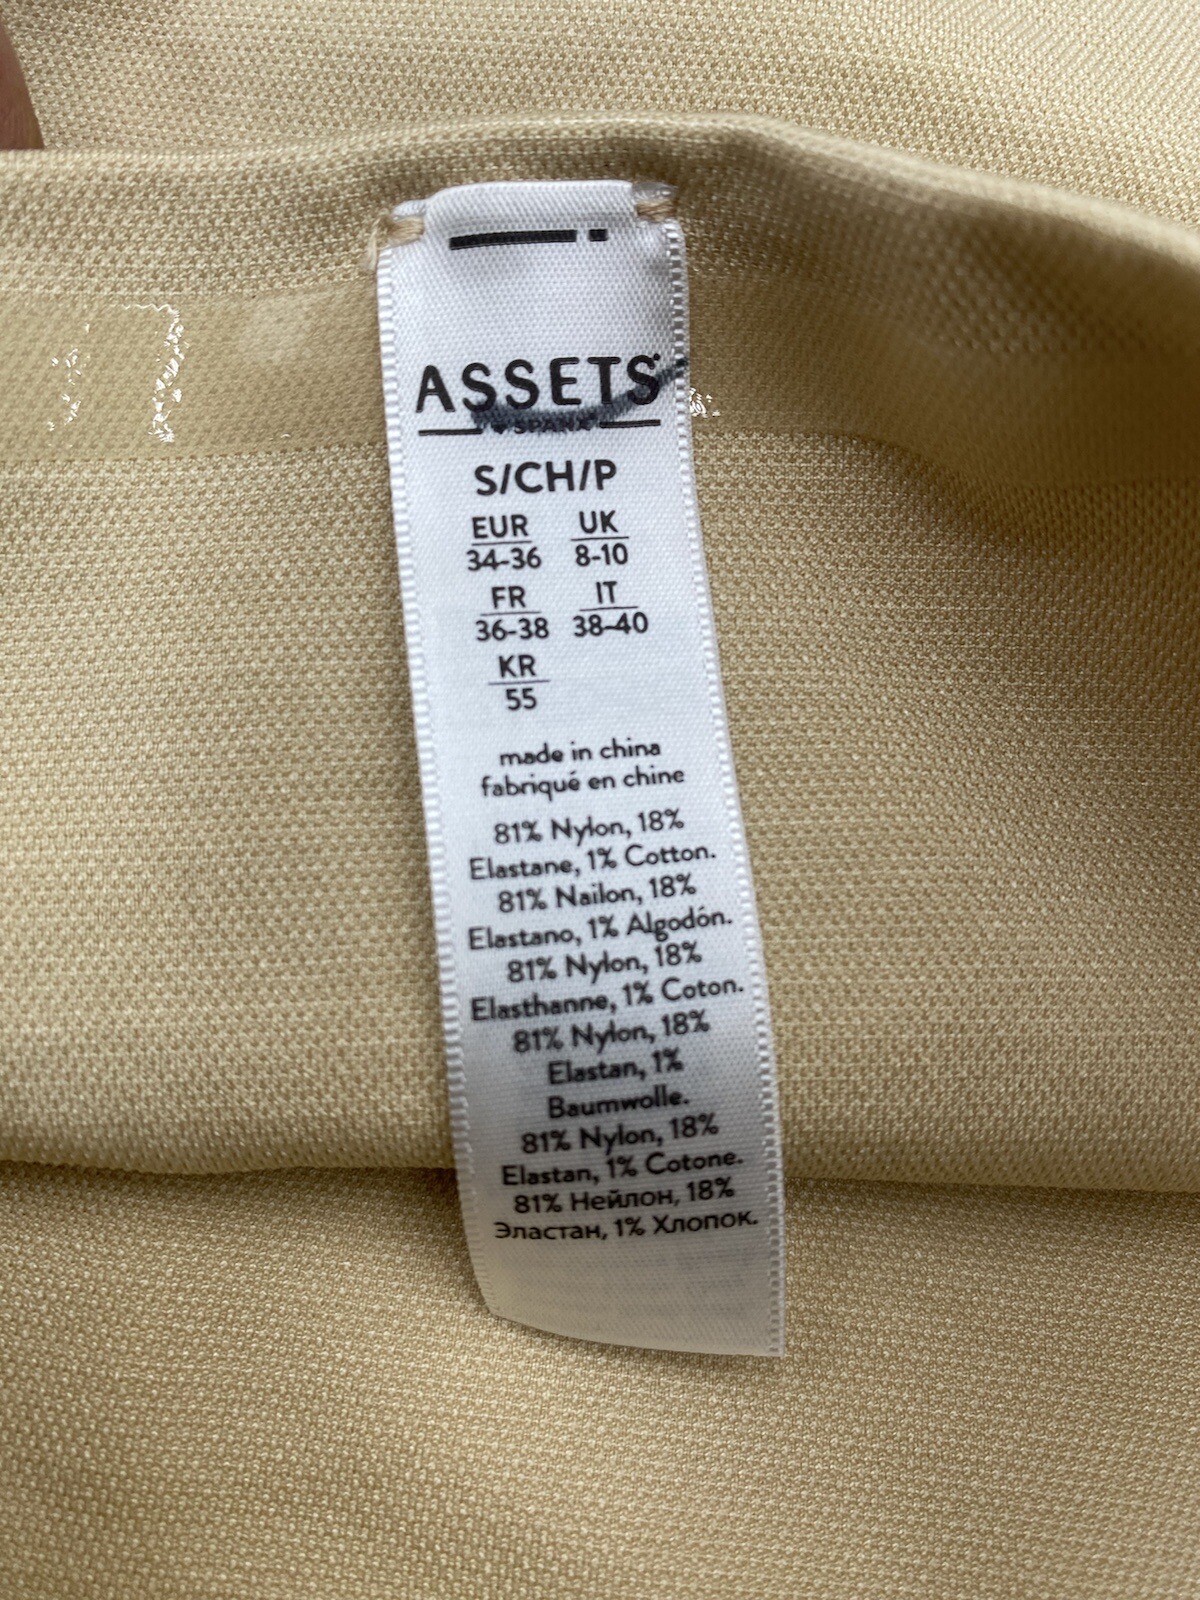 ASSETS
SPANX
S/CH/P
EUR UK
34-36 8-10
FR IT
36-38 38-40
KR
55
made in china
fabriqué en chine
81% Nylon, 18%
Elastane, 1% Cotton.
81% Nailon, 18%
Elastano, 1% Algodón.
81% Nylon, 18%
Elasthanne, 1% Coton.
81% Nylon, 18%
Elastan, 1%
Baumwolle.
81% Nylon, 18%
Elastan, 1% Cotone.
81% Нейлон, 18%
Эластан, 1% Хлопок.